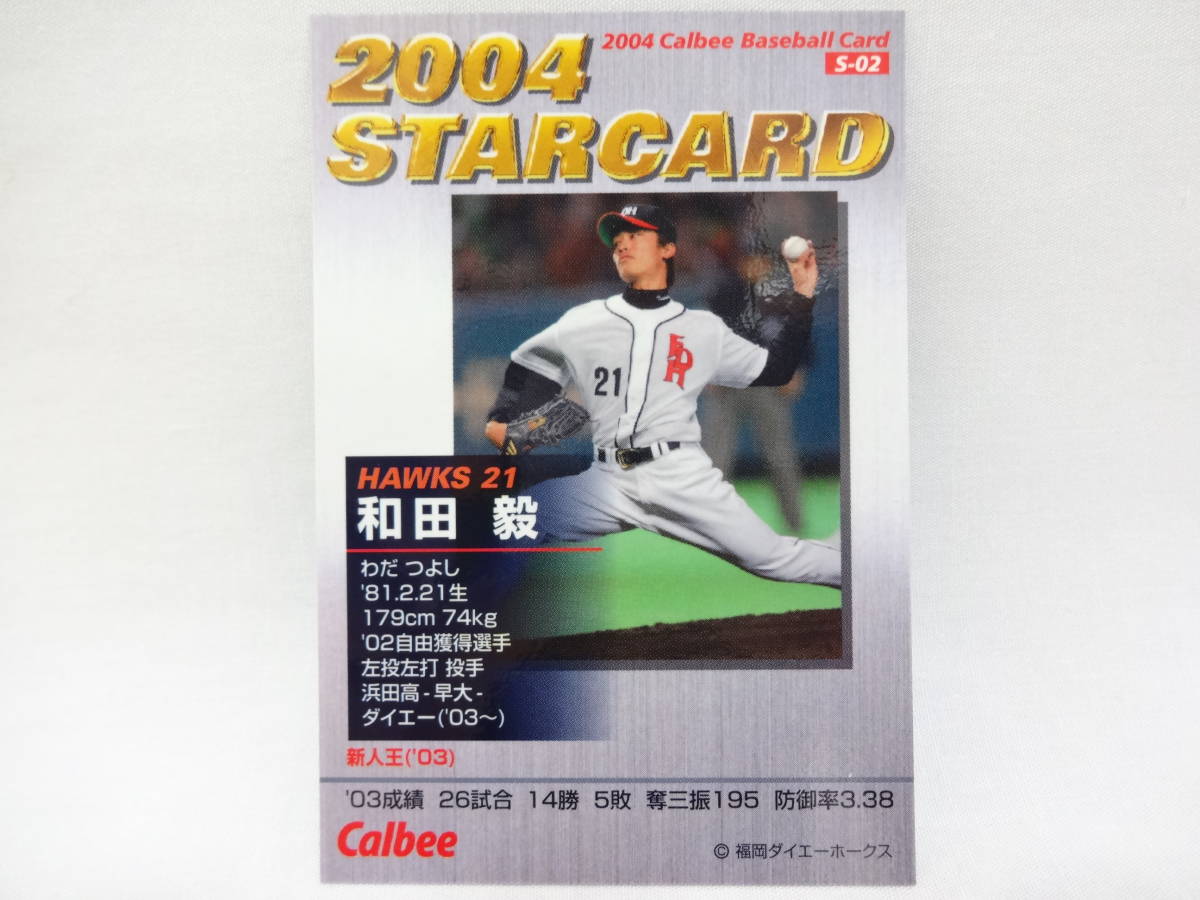 2004
2004 Calbee Baseball Card
S-02
STARCARD
DH
21
FDH
HAWKS 21
和田 毅
わだ つよし
'81.2.21生
179cm 74kg
'02自由獲得選手
左投左打 投手
浜田高-早大-
ダイエー('03〜)
新人王('03)
'03成績 26試合 14勝 5敗 奪三振195 防御率3.38
Calbee
© 福岡ダイエーホークス